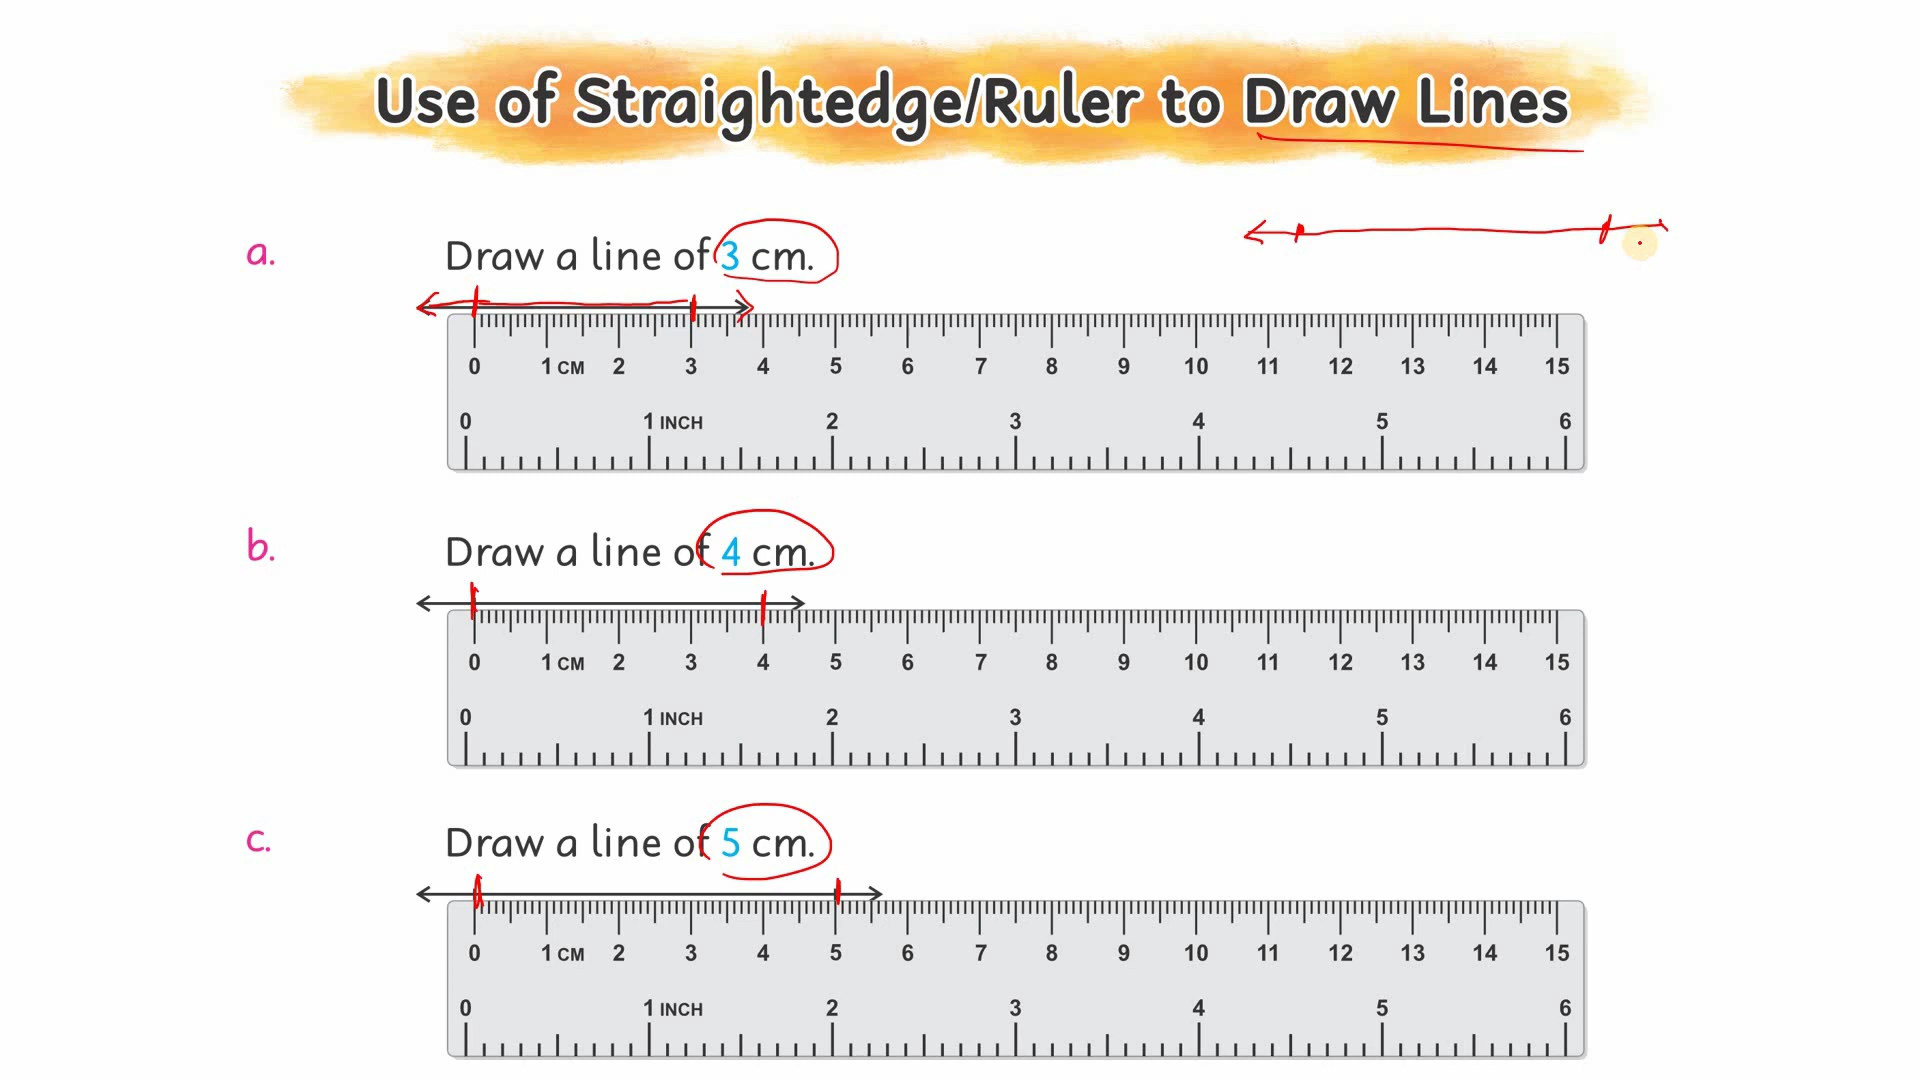 Use of Straightedge/Ruler to Draw Lines
a. Draw a line of 3 cm.
0 1 CM 2 3 4 5 6 7 8 9 10 11 12 13 14 15
0 1 INCH 2 3 4 5 6
b. Draw a line of 4 cm.
0 1 CM 2 3 4 5 6 7 8 9 10 11 12 13 14 15
0 1 INCH 2 3 4 5 6
c. Draw a line of 5 cm.
0 1 CM 2 3 4 5 6 7 8 9 10 11 12 13 14 15
0 1 INCH 2 3 4 5 6